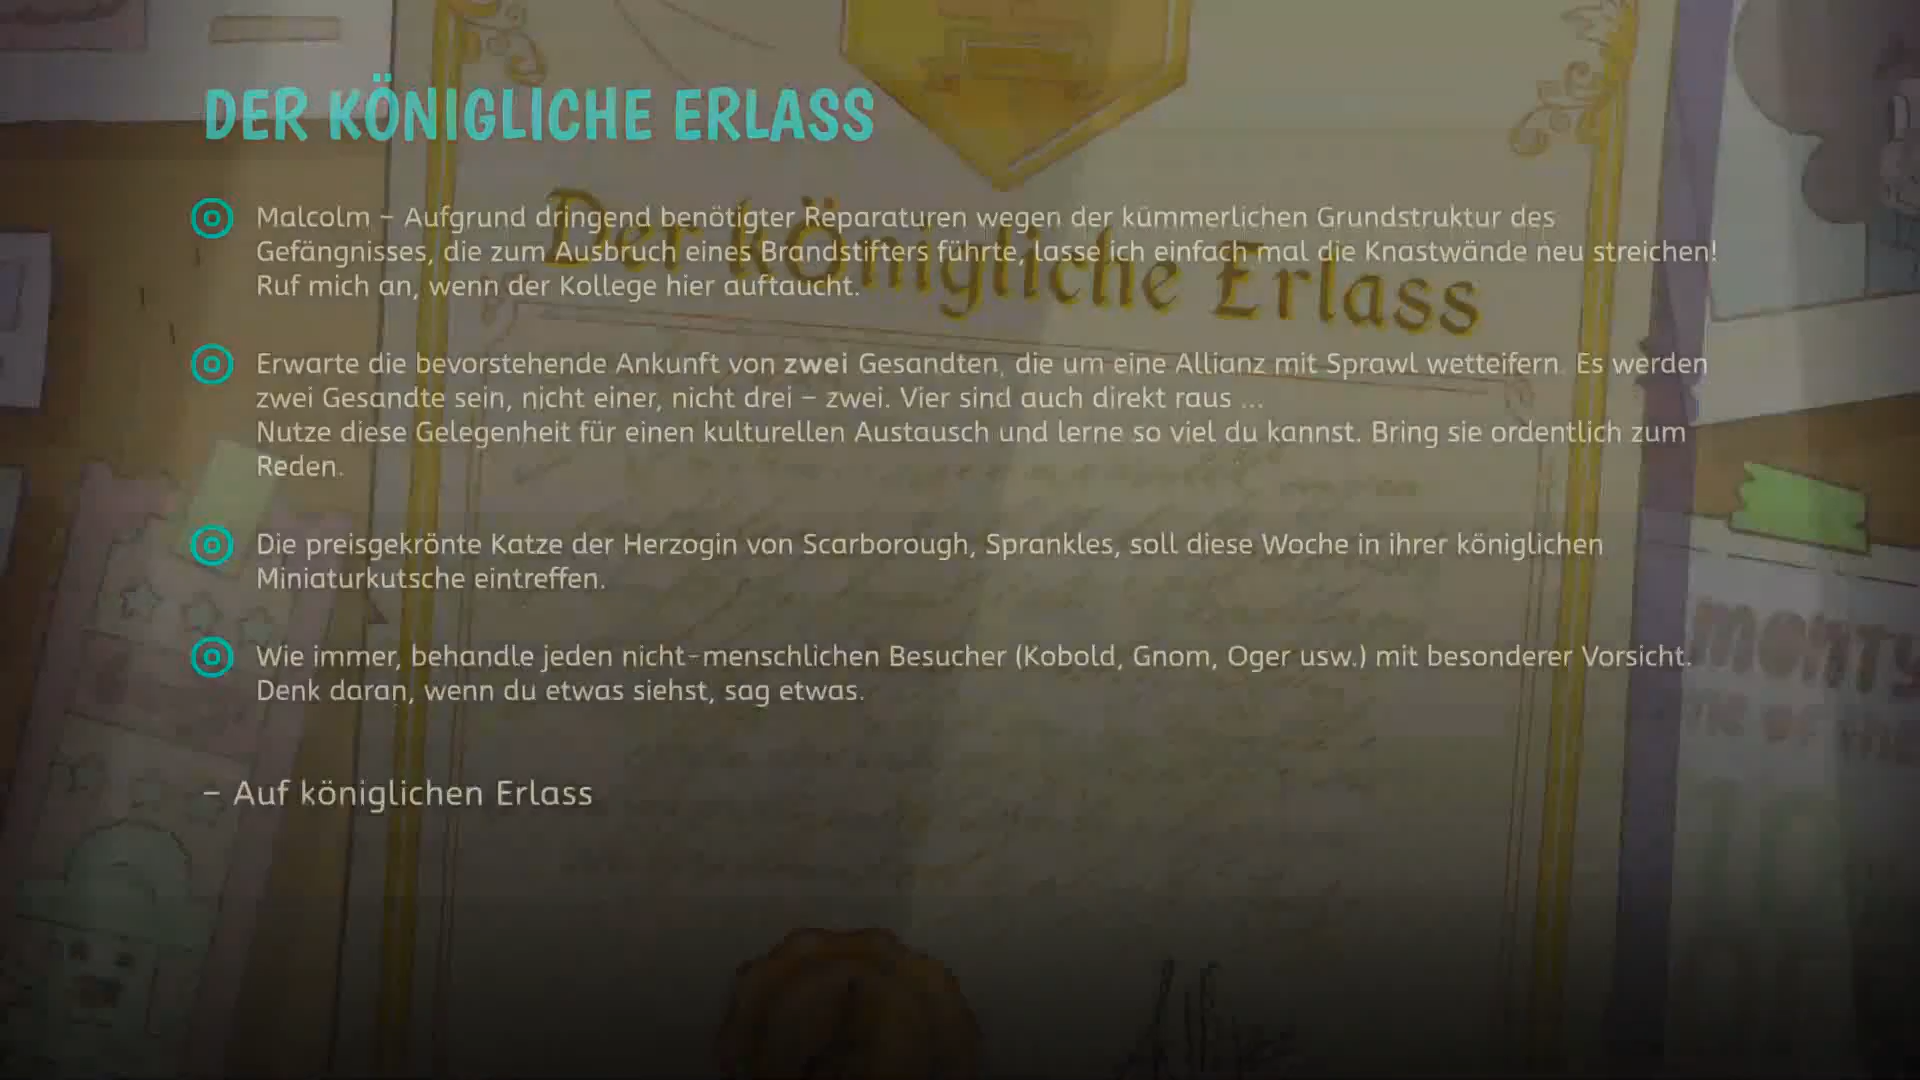 DER KÖNIGLICHE ERLASS
Der königliche Erlass
Malcolm – Aufgrund dringend benötigter Reparaturen wegen der kümmerlichen Grundstruktur des
Gefängnisses, die zum Ausbruch eines Brandstifters führte, lasse ich einfach mal die Knastwände neu streichen!
Ruf mich an, wenn der Kollege hier auftaucht.
Erwarte die bevorstehende Ankunft von zwei Gesandten, die um eine Allianz mit Sprawl wetteifern. Es werden
zwei Gesandte sein, nicht einer, nicht drei – zwei. Vier sind auch direkt raus ...
Nutze diese Gelegenheit für einen kulturellen Austausch und lerne so viel du kannst. Bring sie ordentlich zum
Reden.
Die preisgekrönte Katze der Herzogin von Scarborough, Sprankles, soll diese Woche in ihrer königlichen
Miniaturkutsche eintreffen.
Wie immer, behandle jeden nicht-menschlichen Besucher (Kobold, Gnom, Oger usw.) mit besonderer Vorsicht.
Denk daran, wenn du etwas siehst, sag etwas.
– Auf königlichen Erlass